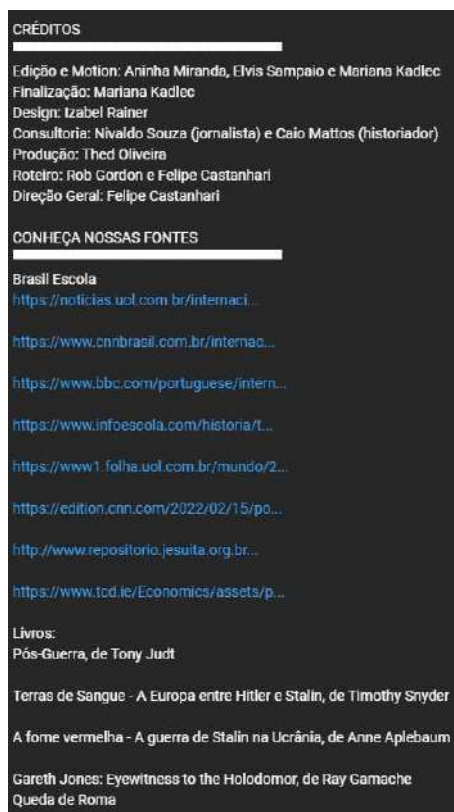 CRÉDITOS
Edição e Motion: Aninha Miranda, Elvis Sampaio e Mariana Kadlec
Finalização: Mariana Kadlec
Design: Izabel Rainer
Consultoria: Nivaldo Souza (jornalista) e Caio Mattos (historiador)
Produção: Thed Oliveira
Roteiro: Rob Gordon e Felipe Castanhari
Direção Geral: Felipe Castanhari
CONHEÇA NOSSAS FONTES
Brasil Escola
https://noticias.uol.com.br/internaci...
https://www.cnnbrasil.com.br/internac...
https://www.bbc.com/portuguese/intern...
https://www.infoescola.com/historia/t...
https://www1.folha.uol.com.br/mundo/2...
https://edition.cnn.com/2022/02/15/po...
http://www.repositorio.jesuita.org.br...
https://www.tcd.ie/Economics/assets/p...
Livros:
Pós-Guerra, de Tony Judt
Terras de Sangue - A Europa entre Hitler e Stalin, de Timothy Snyder
A fome vermelha - A guerra de Stalin na Ucrânia, de Anne Aplebaum
Gareth Jones: Eyewitness to the Holodomor, de Ray Gamache
Queda de Roma